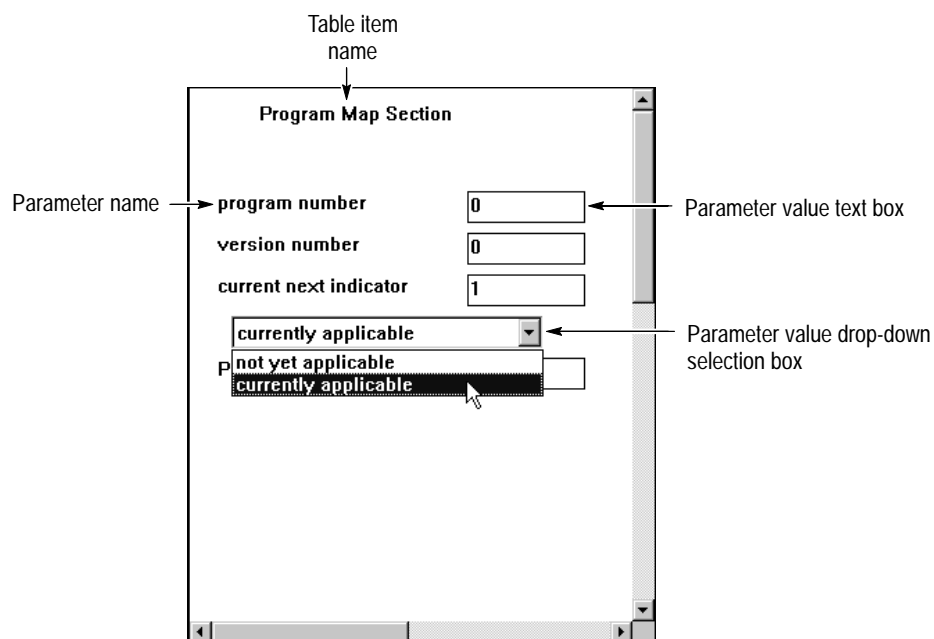 Table item
name
Program Map Section
Parameter name
program number
0
Parameter value text box
version number
0
current next indicator
1
currently applicable
Parameter value drop-down
selection box
P
not yet applicable
currently applicable